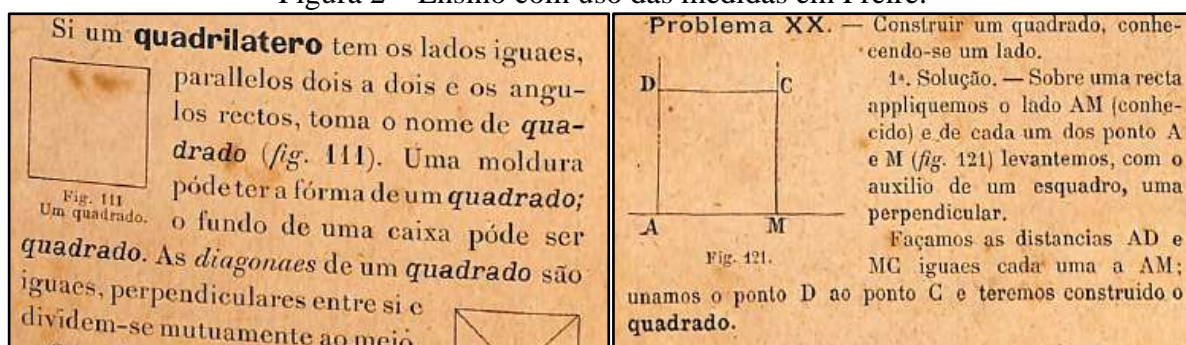 Figura 2 – Ensino com uso das medidas em Freire.
Si um quadrilatero tem os lados iguaes,
parallelos dois a dois e os angu-
los rectos, toma o nome de qua-
drado (fig. 111). Uma moldura
póde ter a fórma de um quadrado;
o fundo de uma caixa póde ser
quadrado. As diagonaes de um quadrado são
iguaes, perpendiculares entre si e
dividem-se mutuamente ao meio
Fig. 111
Um quadrado.
Problema XX. — Construir um quadrado, conhe-
cendo-se um lado.
1ª. Solução. — Sobre uma recta
appliquemos o lado AM (conhe-
cido) e de cada um dos ponto A
e M (fig. 121) levantemos, com o
auxilio de um esquadro, uma
perpendicular.
Façamos as distancias AD e
MC iguaes cada uma a AM;
unamos o ponto D ao ponto C e teremos construido o
quadrado.
D C
A M
Fig. 121.